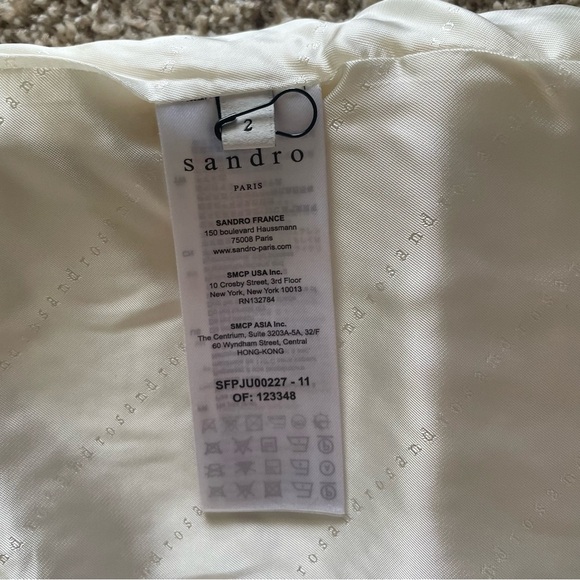 2
sandro
PARIS
SANDRO FRANCE
150 boulevard Haussmann
75008 Paris
www.sandro-paris.com
SMCP USA Inc.
10 Crosby Street, 3rd Floor
New York, New York 10013
RN132784
SMCP ASIA Inc.
The Centrium, Suite 3203A-5A, 32/F
60 Wyndham Street, Central
HONG-KONG
SFPJU00227 - 11
OF: 123348
sandrosandrosandro
sandrosandrosandro